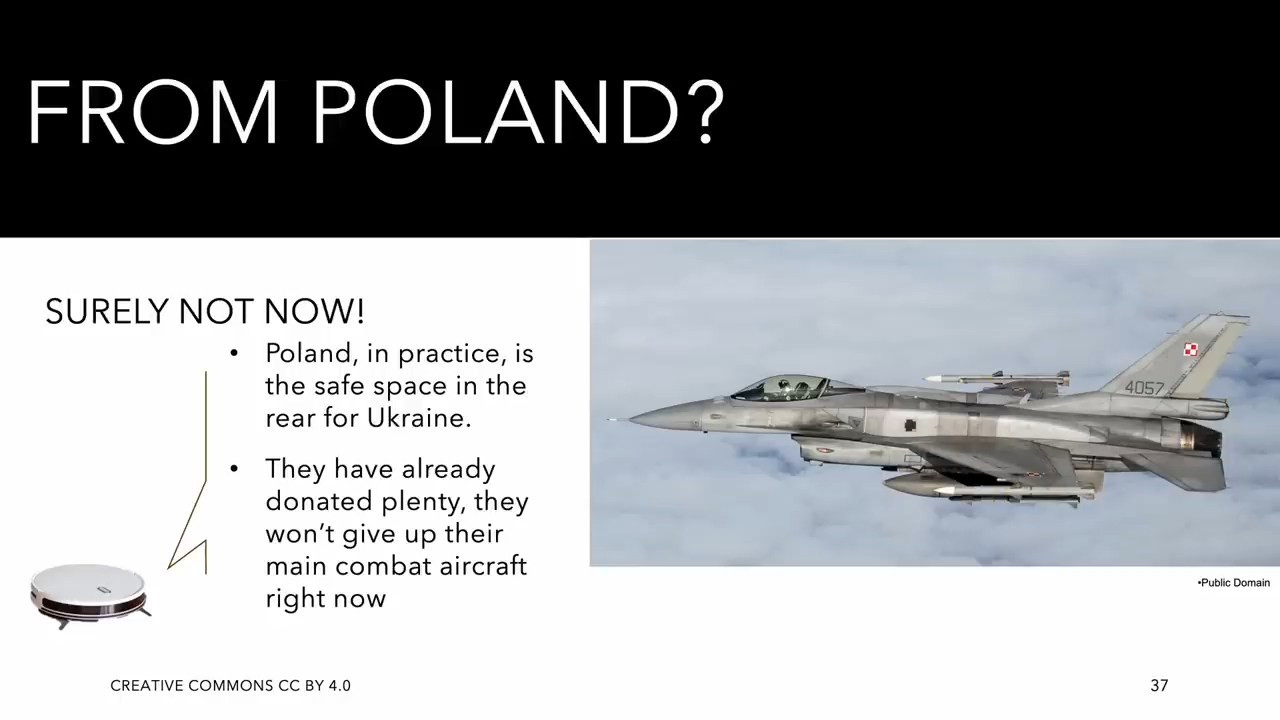 FROM POLAND?
SURELY NOT NOW!
• Poland, in practice, is
the safe space in the
rear for Ukraine.
• They have already
donated plenty, they
won’t give up their
main combat aircraft
right now
4057
•Public Domain
CREATIVE COMMONS CC BY 4.0
37